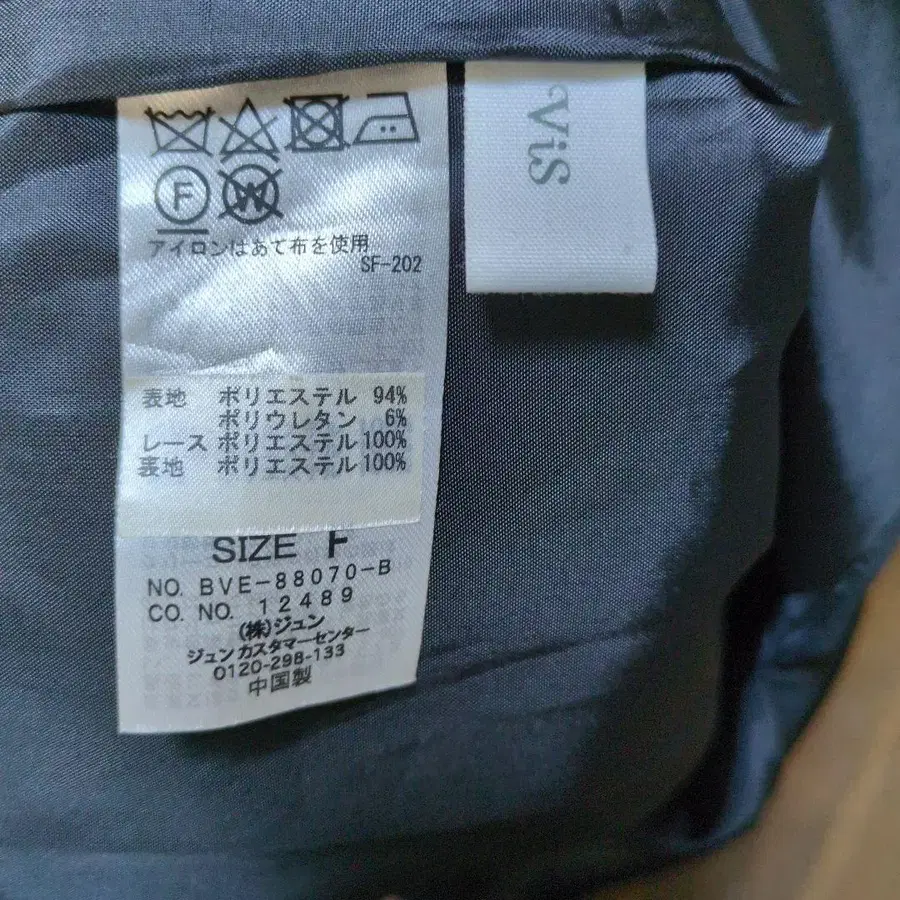 F
W
アイロンはあて布を使用
SF-202
表地 ポリエステル 94%
ポリウレタン 6%
レース ポリエステル 100%
表地 ポリエステル 100%
SIZE F
NO. BVE-88070-B
CO. NO. 12489
(株)ジュン
ジュンカスタマーセンター
0120-298-133
中国製
ViS